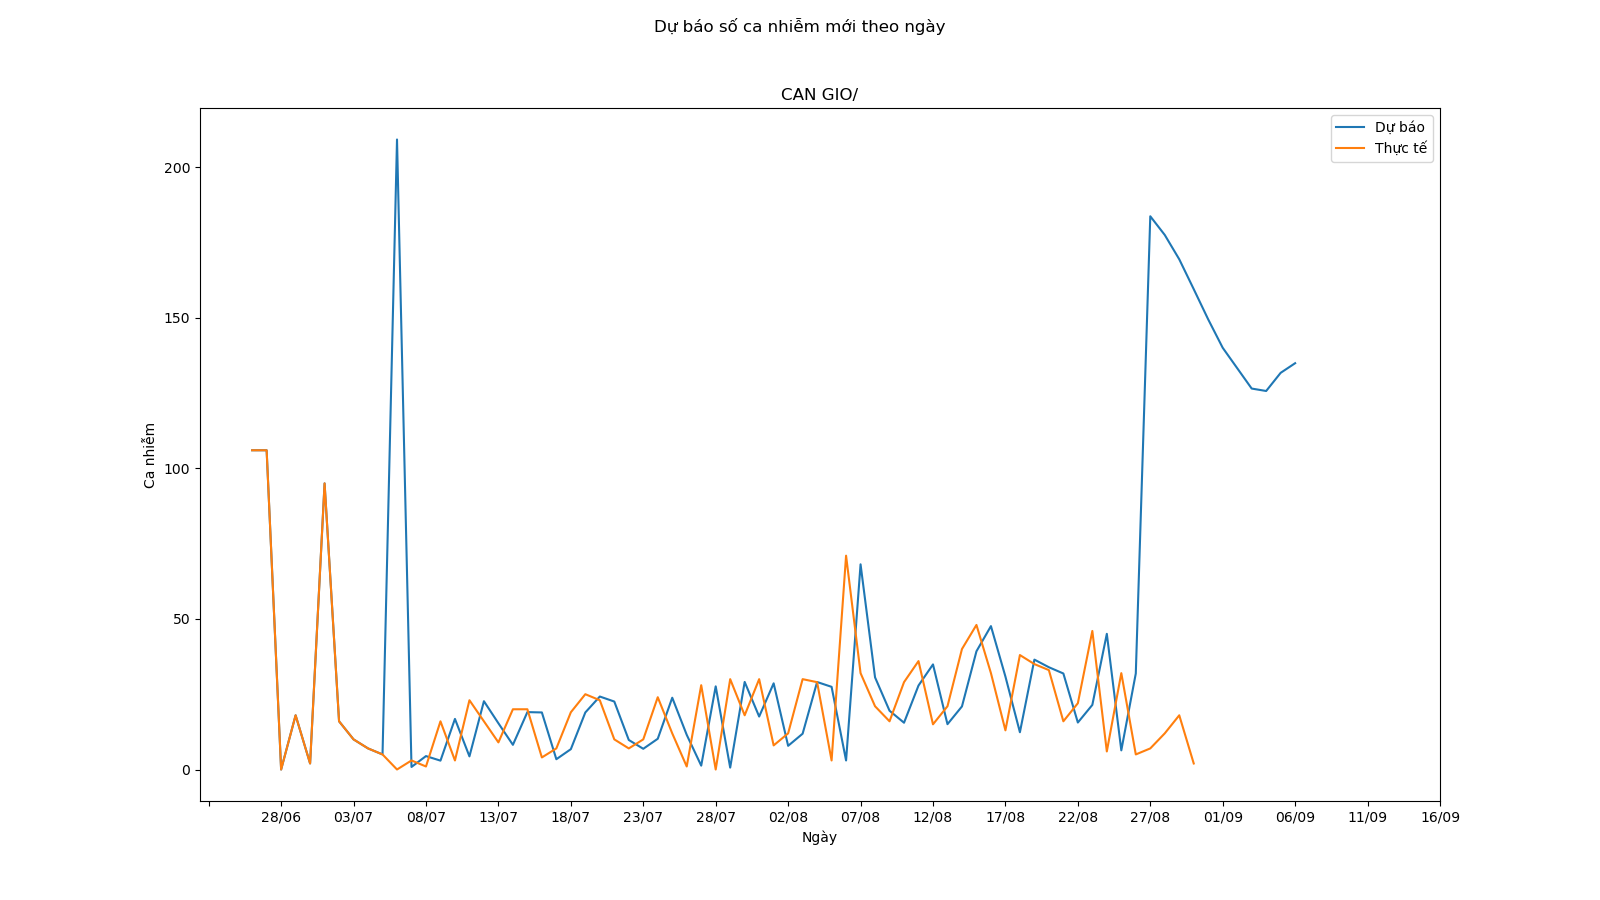 Dự báo số ca nhiễm mới theo ngày
CAN GIO/
Dự báo
Thực tế
Ca nhiễm
200
150
100
50
0
28/06 03/07 08/07 13/07 18/07 23/07 28/07 02/08 07/08 12/08 17/08 22/08 27/08 01/09 06/09 11/09 16/09
Ngày